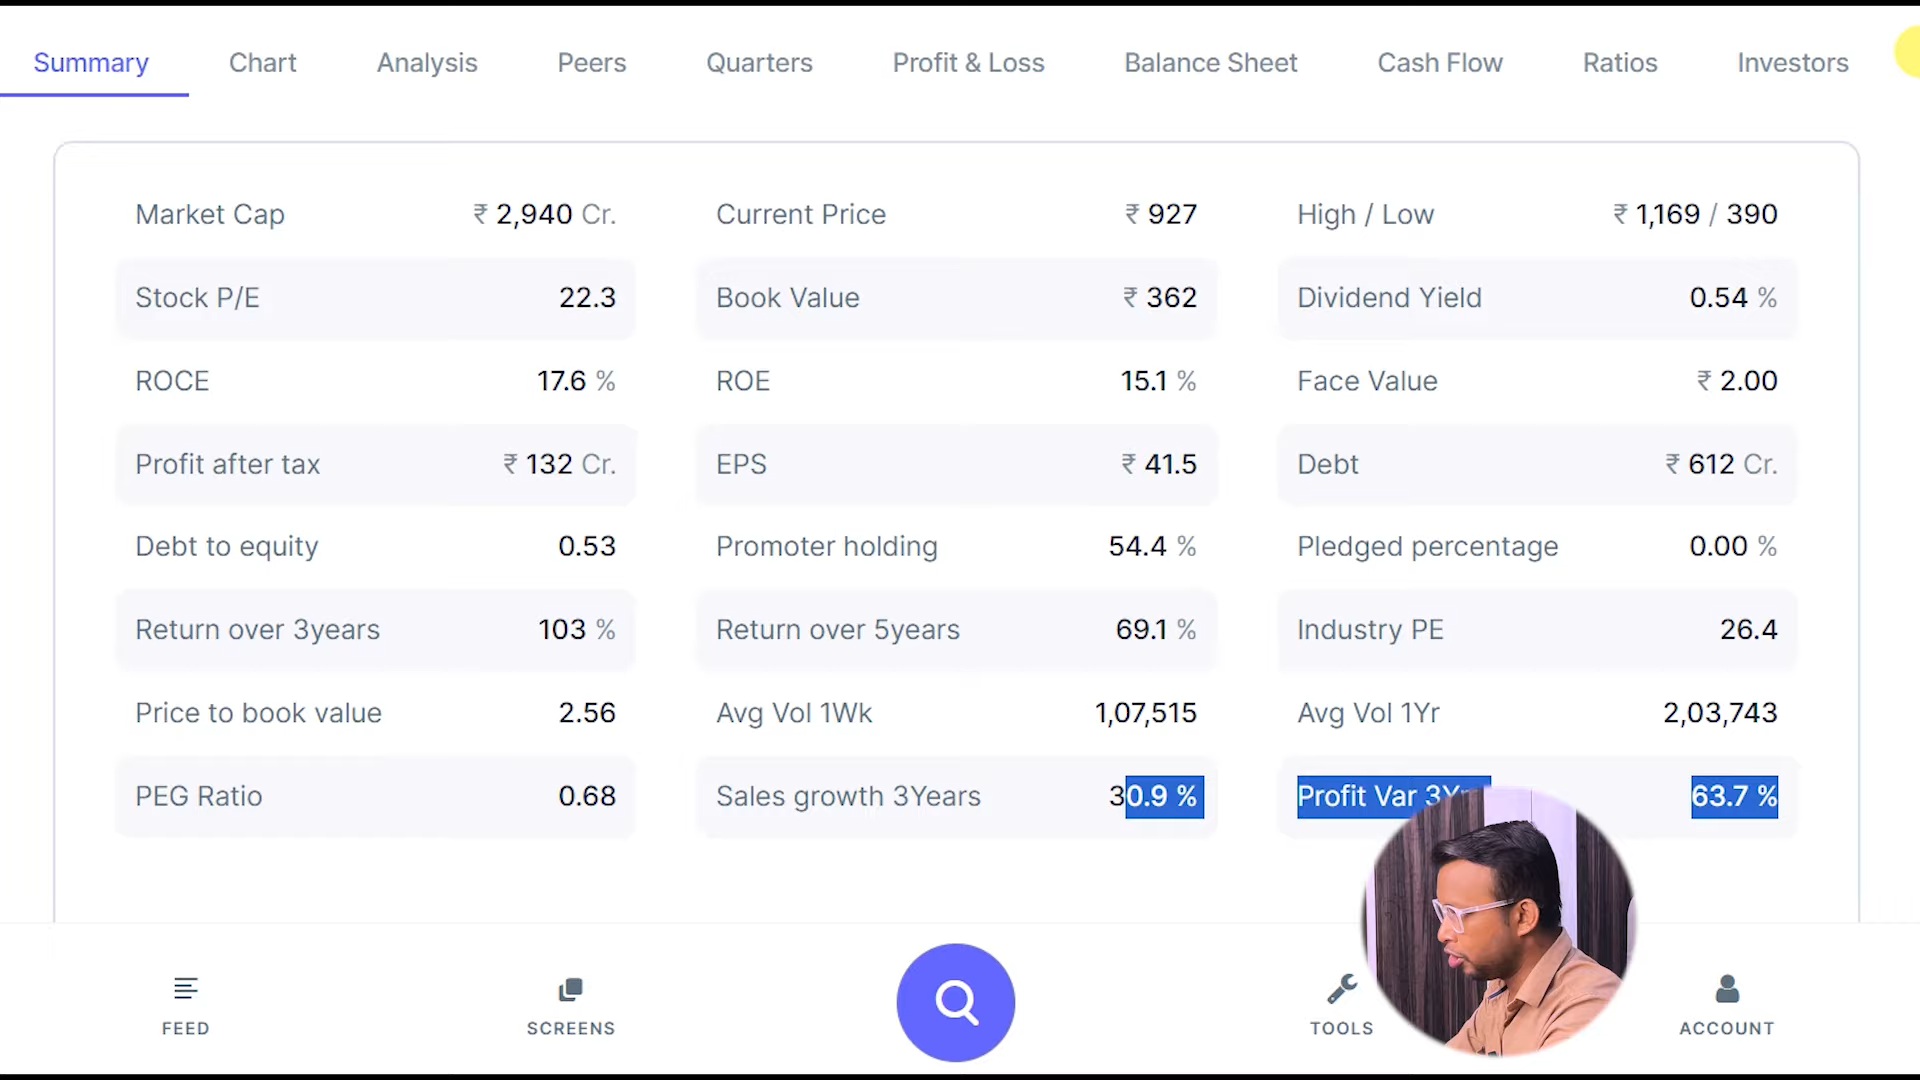 Summary Chart Analysis Peers Quarters Profit & Loss Balance Sheet Cash Flow Ratios Investors
Market Cap ₹ 2,940 Cr. Current Price ₹ 927 High / Low ₹ 1,169 / 390
Stock P/E 22.3 Book Value ₹ 362 Dividend Yield 0.54 %
ROCE 17.6 % ROE 15.1 % Face Value ₹ 2.00
Profit after tax ₹ 132 Cr. EPS ₹ 41.5 Debt ₹ 612 Cr.
Debt to equity 0.53 Promoter holding 54.4 % Pledged percentage 0.00 %
Return over 3years 103 % Return over 5years 69.1 % Industry PE 26.4
Price to book value 2.56 Avg Vol 1Wk 1,07,515 Avg Vol 1Yr 2,03,743
PEG Ratio 0.68 Sales growth 3Years 30.9 % Profit Var 63.7 %
FEED SCREENS TOOLS ACCOUNT